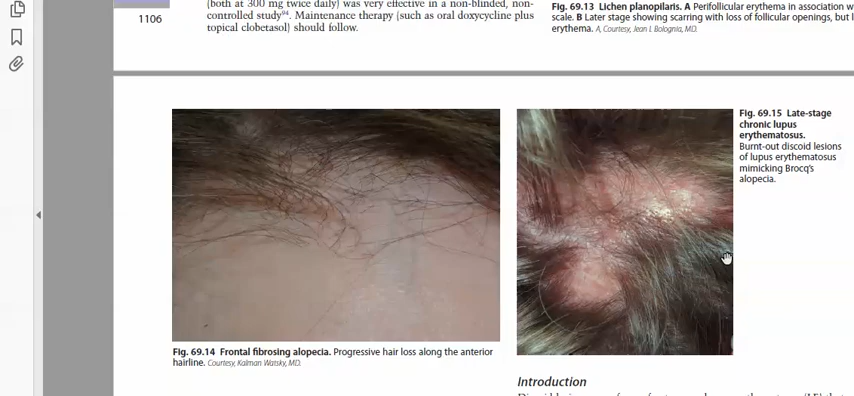 (both at 300 mg twice daily) was very effective in a non-blinded, non-
controlled study94. Maintenance therapy (such as oral doxycycline plus
topical clobetasol) should follow.
1106
Fig. 69.13 Lichen planopilaris. A Perifollicular erythema in association w
scale. B Later stage showing scarring with loss of follicular openings, but l
erythema. A, Courtesy, Jean L Bolognia, MD.
Fig. 69.14 Frontal fibrosing alopecia. Progressive hair loss along the anterior
hairline. Courtesy, Kalman Watsky, MD.
Fig. 69.15 Late-stage
chronic lupus
erythematosus.
Burnt-out discoid lesions
of lupus erythematosus
mimicking Brocq's
alopecia.
Introduction